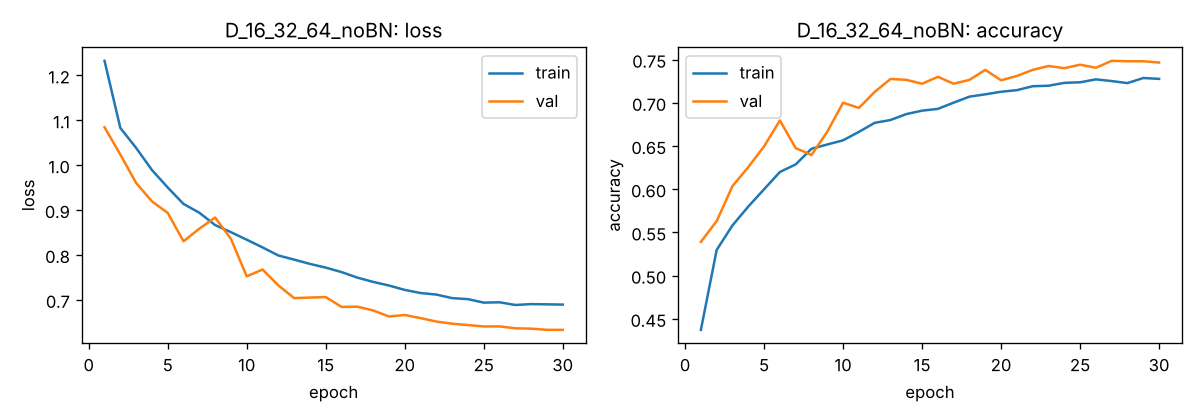 D_16_32_64_noBN: loss
train
val
1.2
1.1
1.0
0.9
0.8
0.7
loss
0 5 10 15 20 25 30
epoch
D_16_32_64_noBN: accuracy
train
val
0.75
0.70
0.65
0.60
0.55
0.50
0.45
accuracy
0 5 10 15 20 25 30
epoch